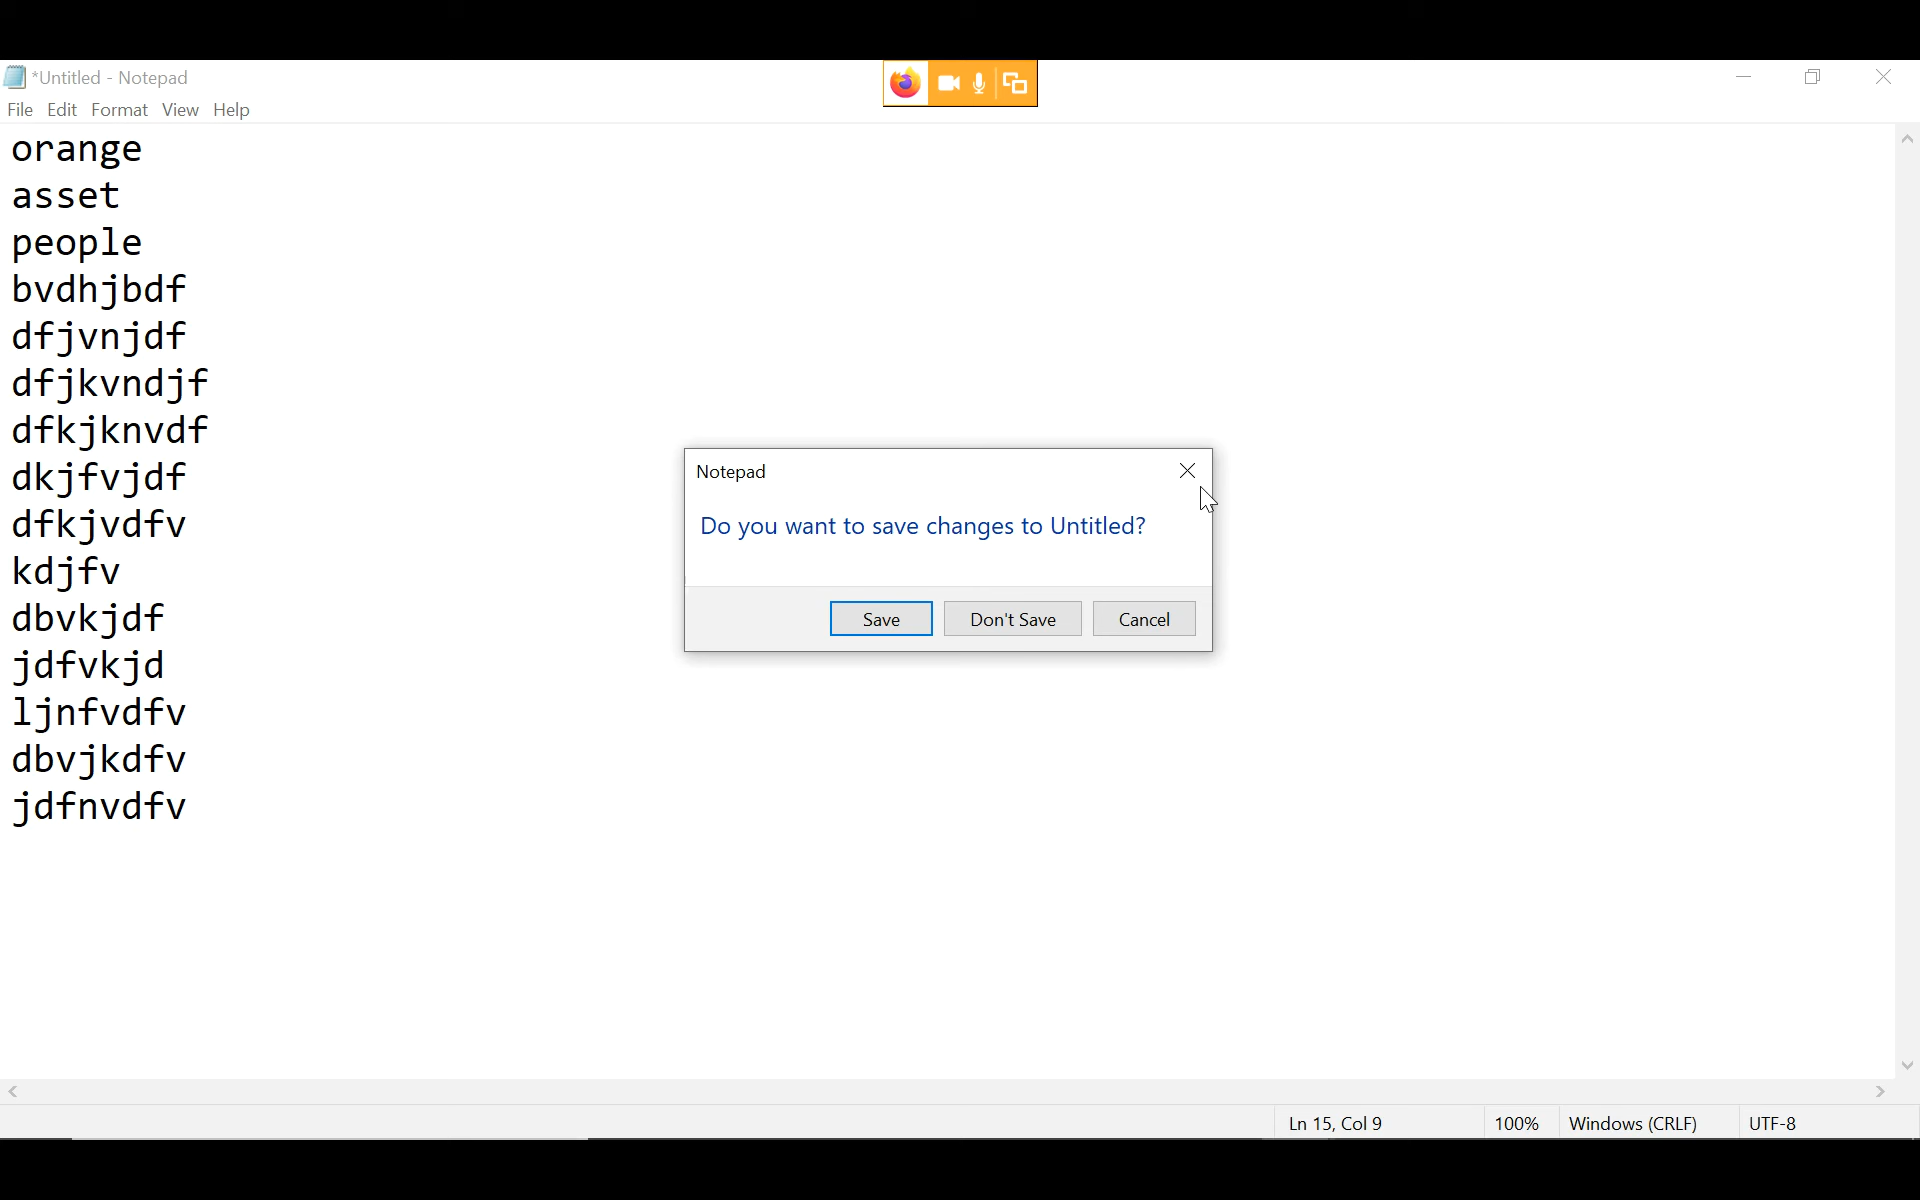 *Untitled - Notepad
File Edit Format View Help
orange
asset
people
bvdhjbdf
dfjvnjdf
dfjkvndjf
dfkjknvdf
dkjfvjdf
dfkjvdfv
kdjfv
dbvkjdf
jdfvkjd
ljnfvdfv
dbvjkdfv
jdfnvdfv
Notepad
Do you want to save changes to Untitled?
Save Don't Save Cancel
Ln 15, Col 9 100% Windows (CRLF) UTF-8